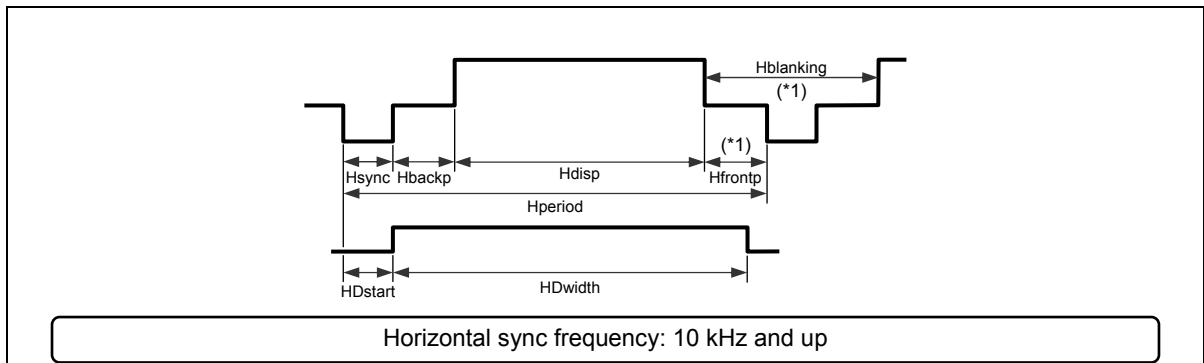 Hblanking
(*1)
(*1)
Hsync
Hbackp
Hdisp
Hfrontp
Hperiod
HDstart
HDwidth
Horizontal sync frequency: 10 kHz and up